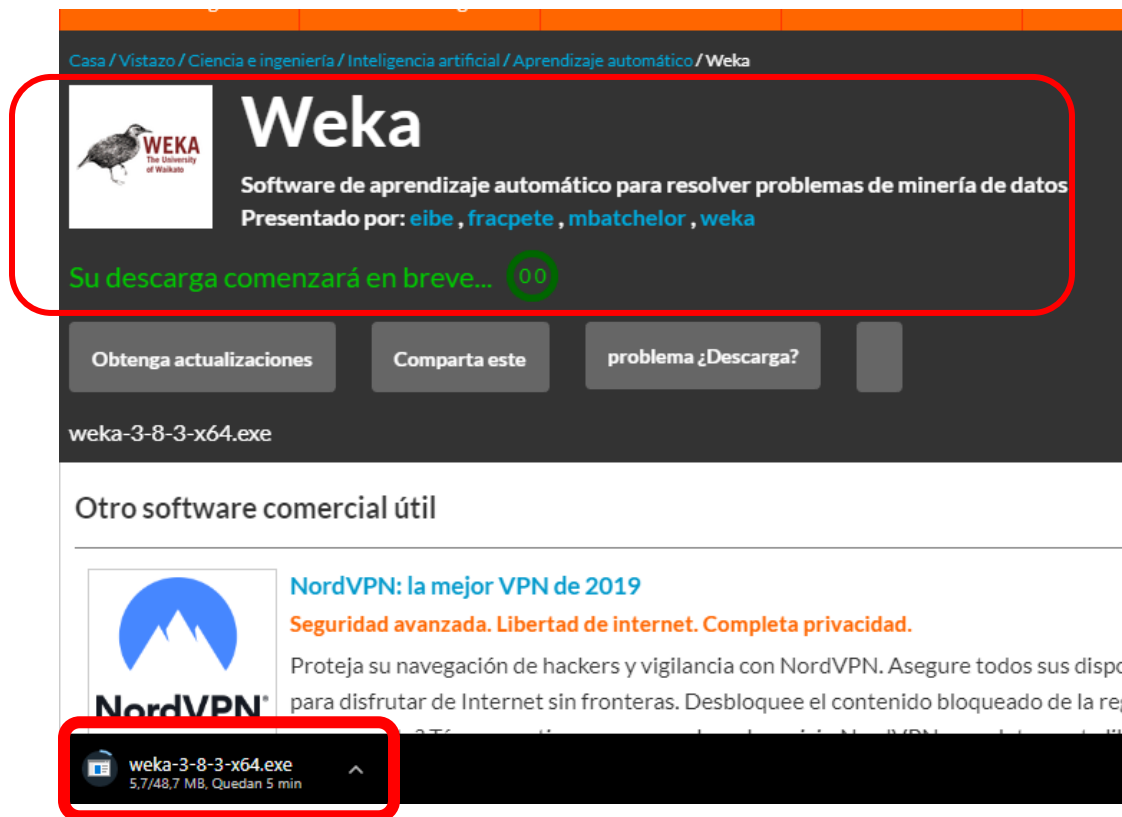 Casa / Vistazo / Ciencia e ingeniería / Inteligencia artificial / Aprendizaje automático / Weka
WEKA
The University
of Waikato
Weka
Software de aprendizaje automático para resolver problemas de minería de datos
Presentado por: eibe , fracpete , mbatchelor , weka
Su descarga comenzará en breve... 00
Obtenga actualizaciones
Comparta este
problema ¿Descarga?
weka-3-8-3-x64.exe
Otro software comercial útil
NordVPN: la mejor VPN de 2019
Seguridad avanzada. Libertad de internet. Completa privacidad.
Proteja su navegación de hackers y vigilancia con NordVPN. Asegure todos sus dispo
para disfrutar de Internet sin fronteras. Desbloquee el contenido bloqueado de la reg
NordVPN®
weka-3-8-3-x64.exe
5,7/48,7 MB, Quedan 5 min